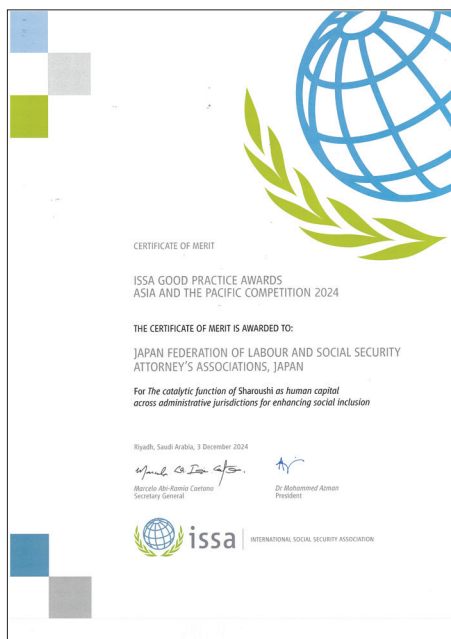 CERTIFICATE OF MERIT
ISSA GOOD PRACTICE AWARDS
ASIA AND THE PACIFIC COMPETITION 2024
THE CERTIFICATE OF MERIT IS AWARDED TO:
JAPAN FEDERATION OF LABOUR AND SOCIAL SECURITY
ATTORNEY'S ASSOCIATIONS, JAPAN
For The catalytic function of Sharoushi as human capital
across administrative jurisdictions for enhancing social inclusion
Riyadh, Saudi Arabia, 3 December 2024
Marcelo Abi-Ramia Caetano
Secretary General
Dr Mohammed Azman
President
issa
INTERNATIONAL SOCIAL SECURITY ASSOCIATION